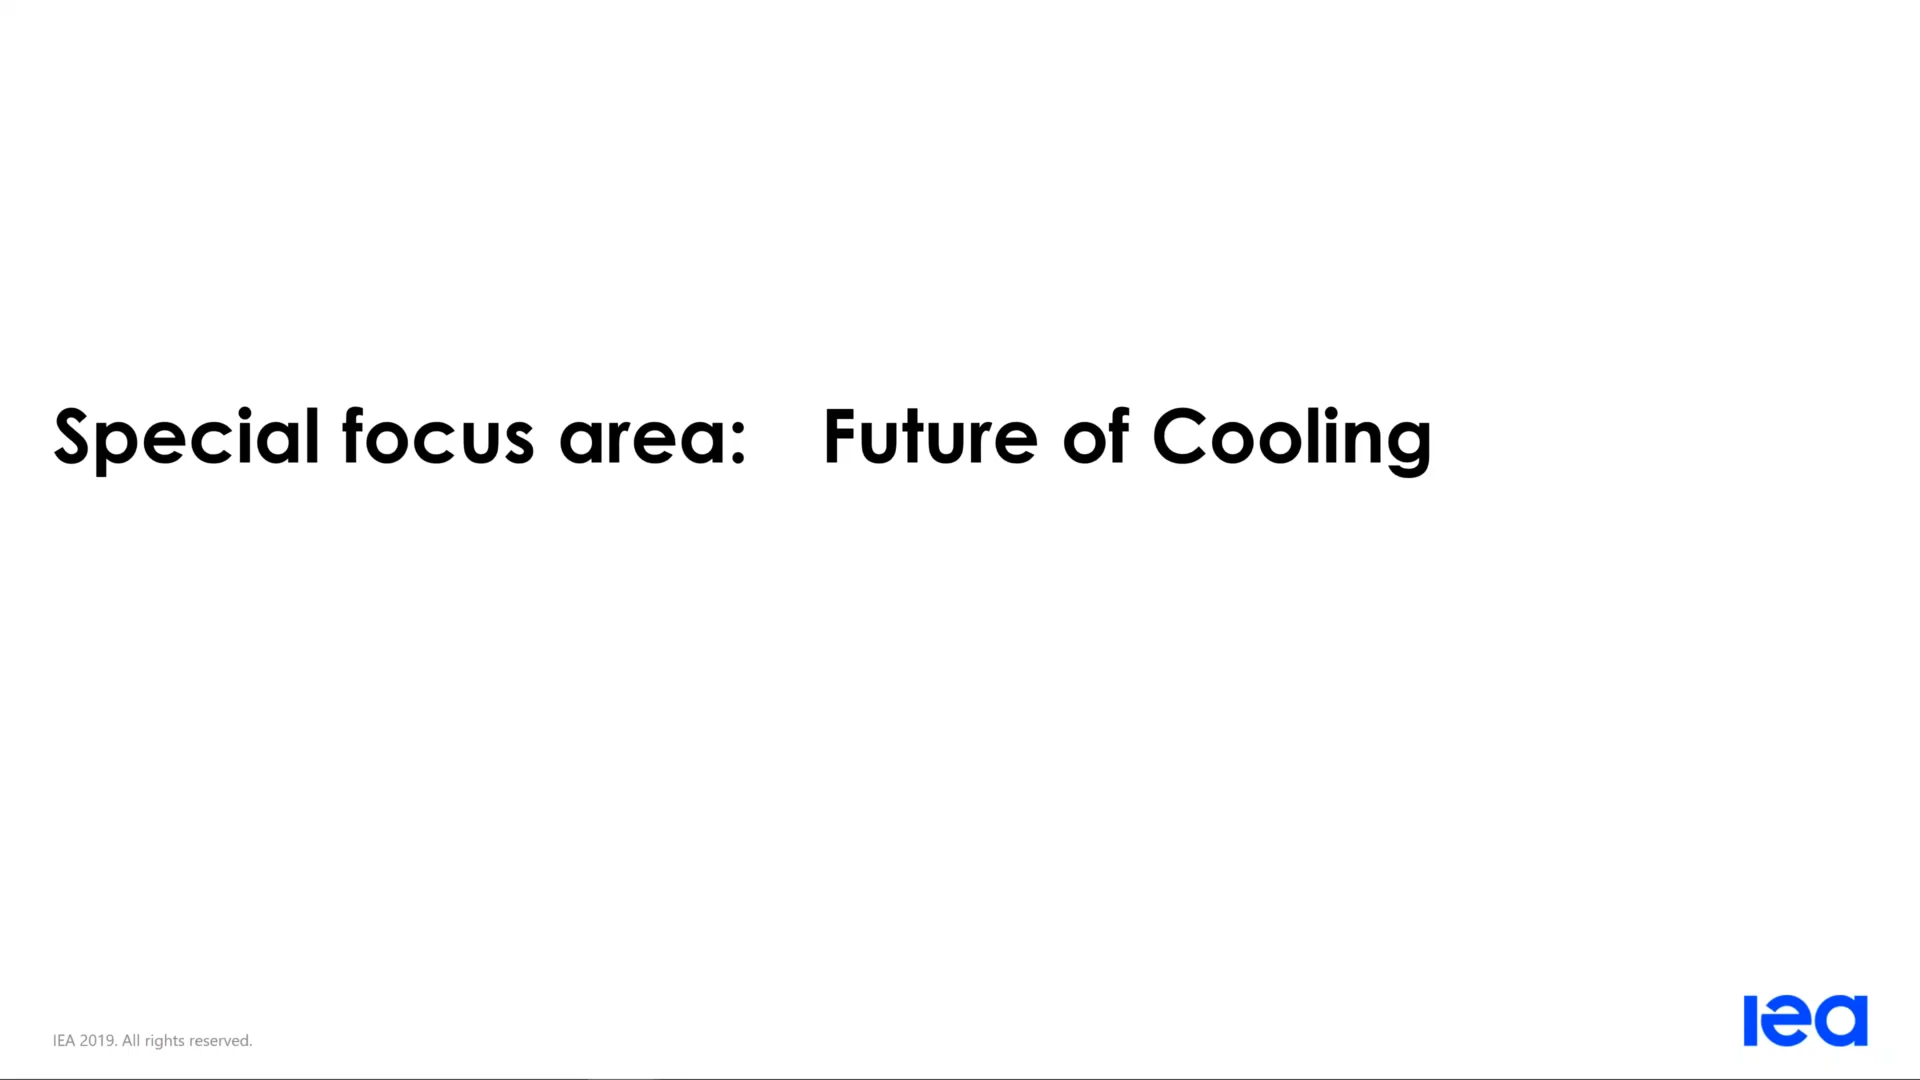 Special focus area: Future of Cooling
IEA 2019. All rights reserved.
iea